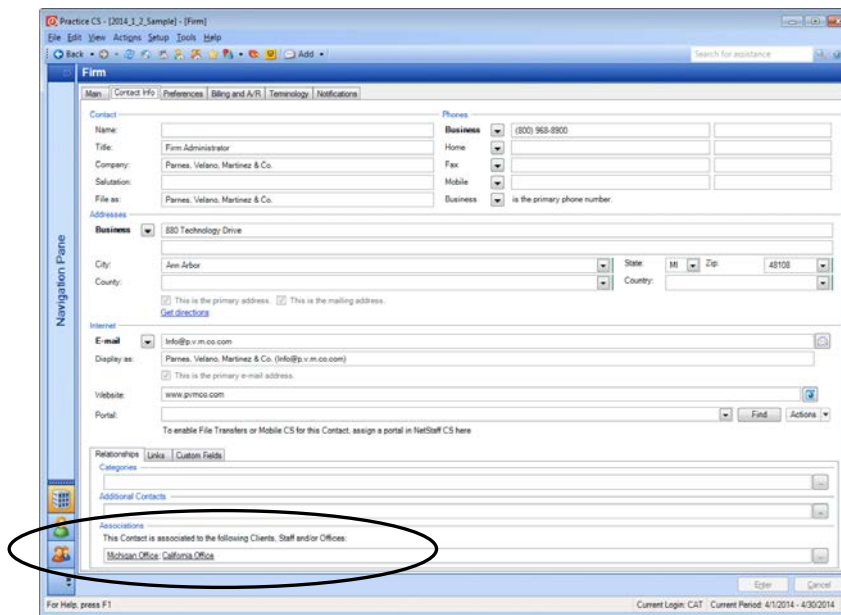 Practice CS - [2014_1_2_Sample] - [Firm]
File Edit View Actions Setup Tools Help
Back Add Search for assistance
Firm
Main Contact Info Preferences Billing and A/R Terminology Notifications
Contact Phones
Name: Business (800) 968-8900
Title: Firm Administrator Home
Company: Parnes, Velano, Martinez & Co. Fax
Salutation: Mobile
File as: Parnes, Velano, Martinez & Co. Business is the primary phone number.
Addresses
Business 880 Technology Drive
City: Ann Arbor State: MI Zip: 48108
County: Country:
This is the primary address. This is the mailing address.
Get directions
Internet
E-mail Info@p.v.m.co.com
Display as: Parnes, Velano, Martinez & Co. (Info@p.v.m.co.com)
This is the primary e-mail address.
Website: www.pvmco.com
Portal: Find Actions
To enable File Transfers or Mobile CS for this Contact, assign a portal in NetStaff CS here
Relationships Links Custom Fields
Categories
Additional Contacts
Associations
This Contact is associated to the following Clients, Staff and/or Offices:
Michigan Office; California Office
Navigation Pane
Enter Cancel
For Help, press F1 Current Login: CAT Current Period: 4/1/2014 - 4/30/2014